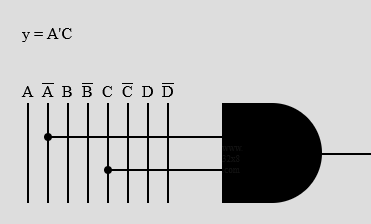 y = A'C
A A̅ B B̅ C C̅ D D̅